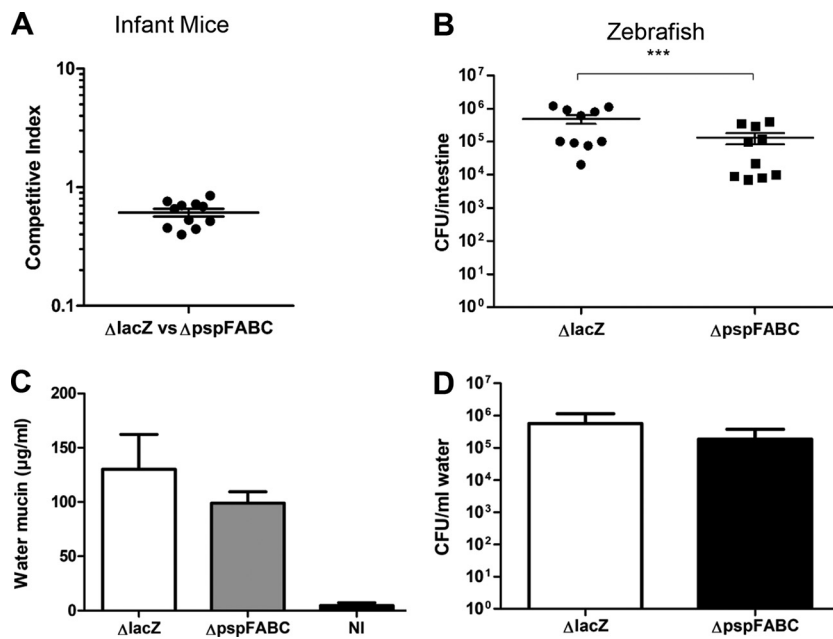 A
Infant Mice
Competitive Index
10
1
0.1
ΔlacZ vs ΔpspFABC
B
Zebrafish
***
CFU/intestine
10⁷
10⁶
10⁵
10⁴
10³
10²
10¹
10⁰
ΔlacZ
ΔpspFABC
C
Water mucin (µg/ml)
200
150
100
50
0
ΔlacZ
ΔpspFABC
NI
D
CFU/ml water
10⁷
10⁶
10⁵
10⁴
10³
10²
10¹
10⁰
ΔlacZ
ΔpspFABC